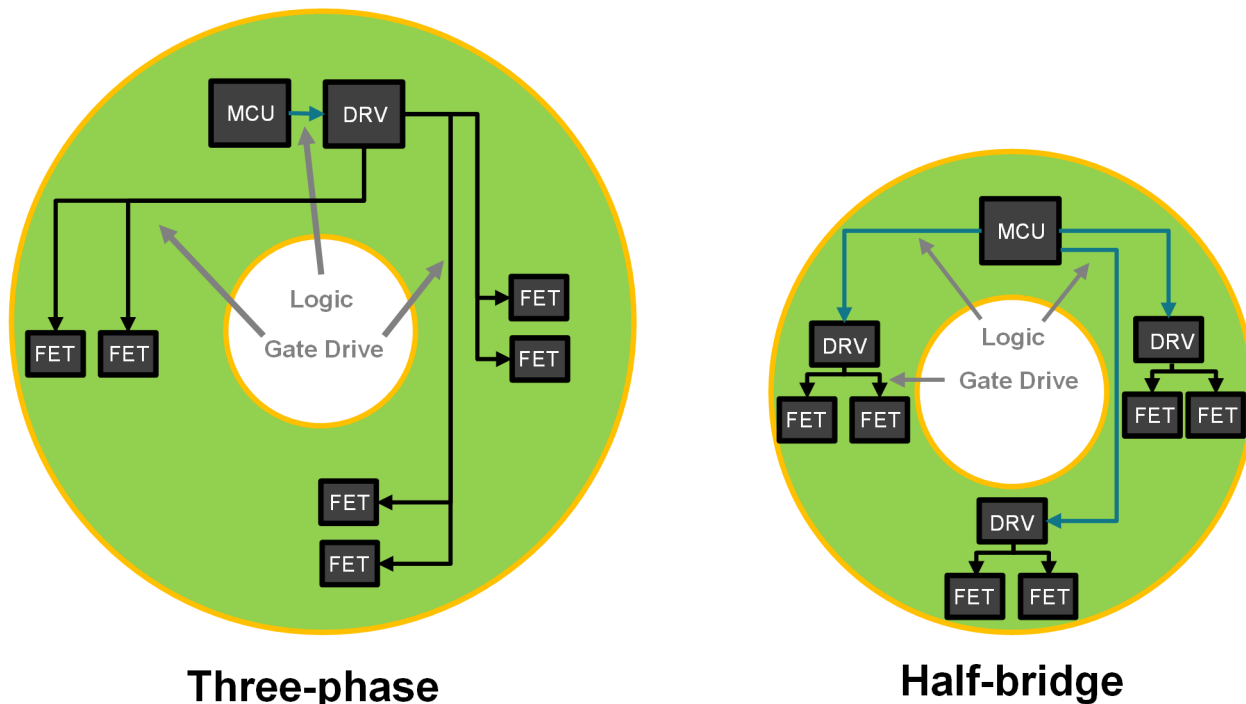 MCU
DRV
Logic
Gate Drive
FET
FET
FET
FET
FET
FET
Three-phase
MCU
DRV
DRV
Logic
Gate Drive
FET
FET
FET
FET
DRV
FET
FET
Half-bridge